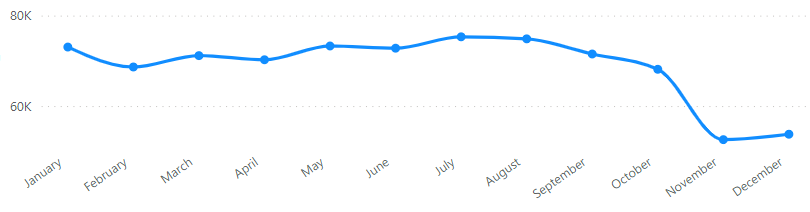 80K
60K
January
February
March
April
May
June
July
August
September
October
November
December